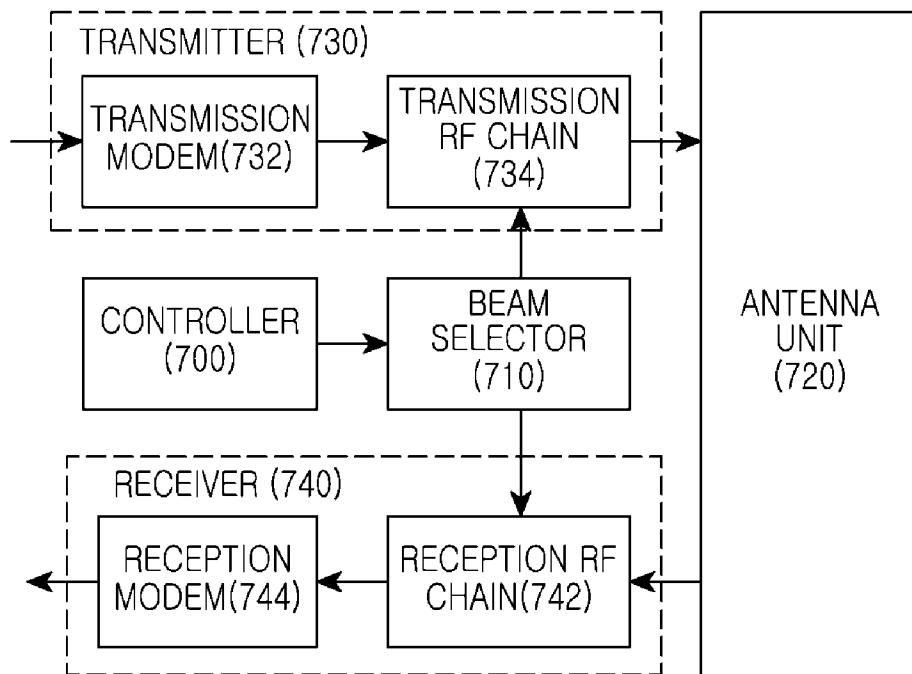 TRANSMITTER (730)
TRANSMISSION
MODEM(732)
TRANSMISSION
RF CHAIN
(734)
CONTROLLER
(700)
BEAM
SELECTOR
(710)
ANTENNA
UNIT
(720)
RECEIVER (740)
RECEPTION
MODEM(744)
RECEPTION RF
CHAIN(742)